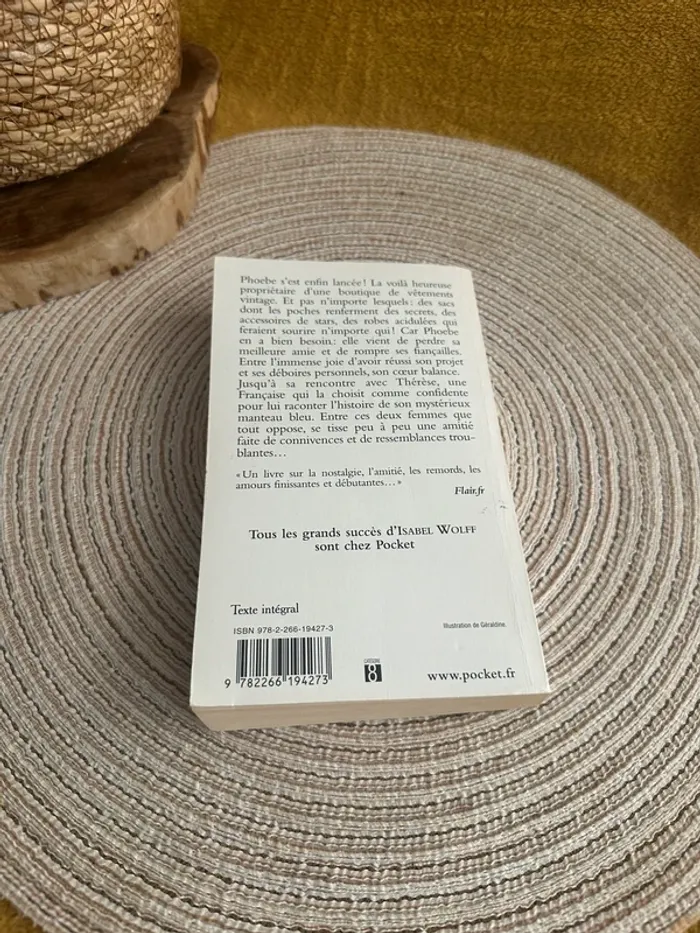 Phoebe s'est enfin lancée ! La voilà heureuse
propriétaire d'une boutique de vêtements
vintage. Et pas n'importe lesquels : des sacs
dont les poches renferment des secrets, des
accessoires de stars, des robes acidulées qui
feraient sourire n'importe qui ! Car Phoebe
en a bien besoin : elle vient de perdre sa
meilleure amie et de rompre ses fiançailles.
Entre l'immense joie d'avoir réussi son projet
et ses déboires personnels, son cœur balance.
Jusqu'à sa rencontre avec Thérèse, une
Française qui la choisit comme confidente
pour lui raconter l'histoire de son mystérieux
manteau bleu. Entre ces deux femmes que
tout oppose, se tisse peu à peu une amitié
faite de connivences et de ressemblances trou-
blantes…
« Un livre sur la nostalgie, l'amitié, les remords, les
amours finissantes et débutantes… »
Flair.fr
Tous les grands succès d'ISABEL WOLFF
sont chez Pocket
Texte intégral
ISBN 978-2-266-19427-3
Illustration de Géraldine.
9 782266 194273
CATÉGORIE
8
www.pocket.fr